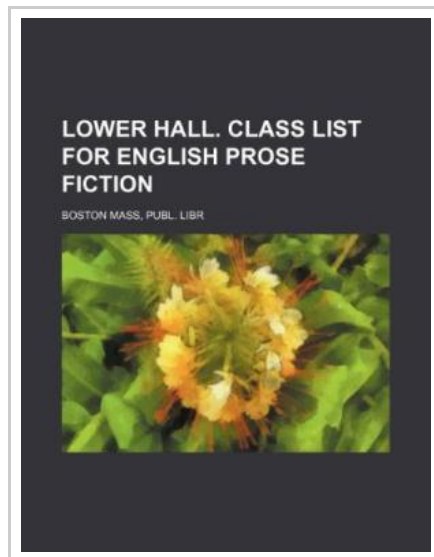 LOWER HALL. CLASS LIST
FOR ENGLISH PROSE
FICTION
BOSTON MASS, PUBL. LIBR